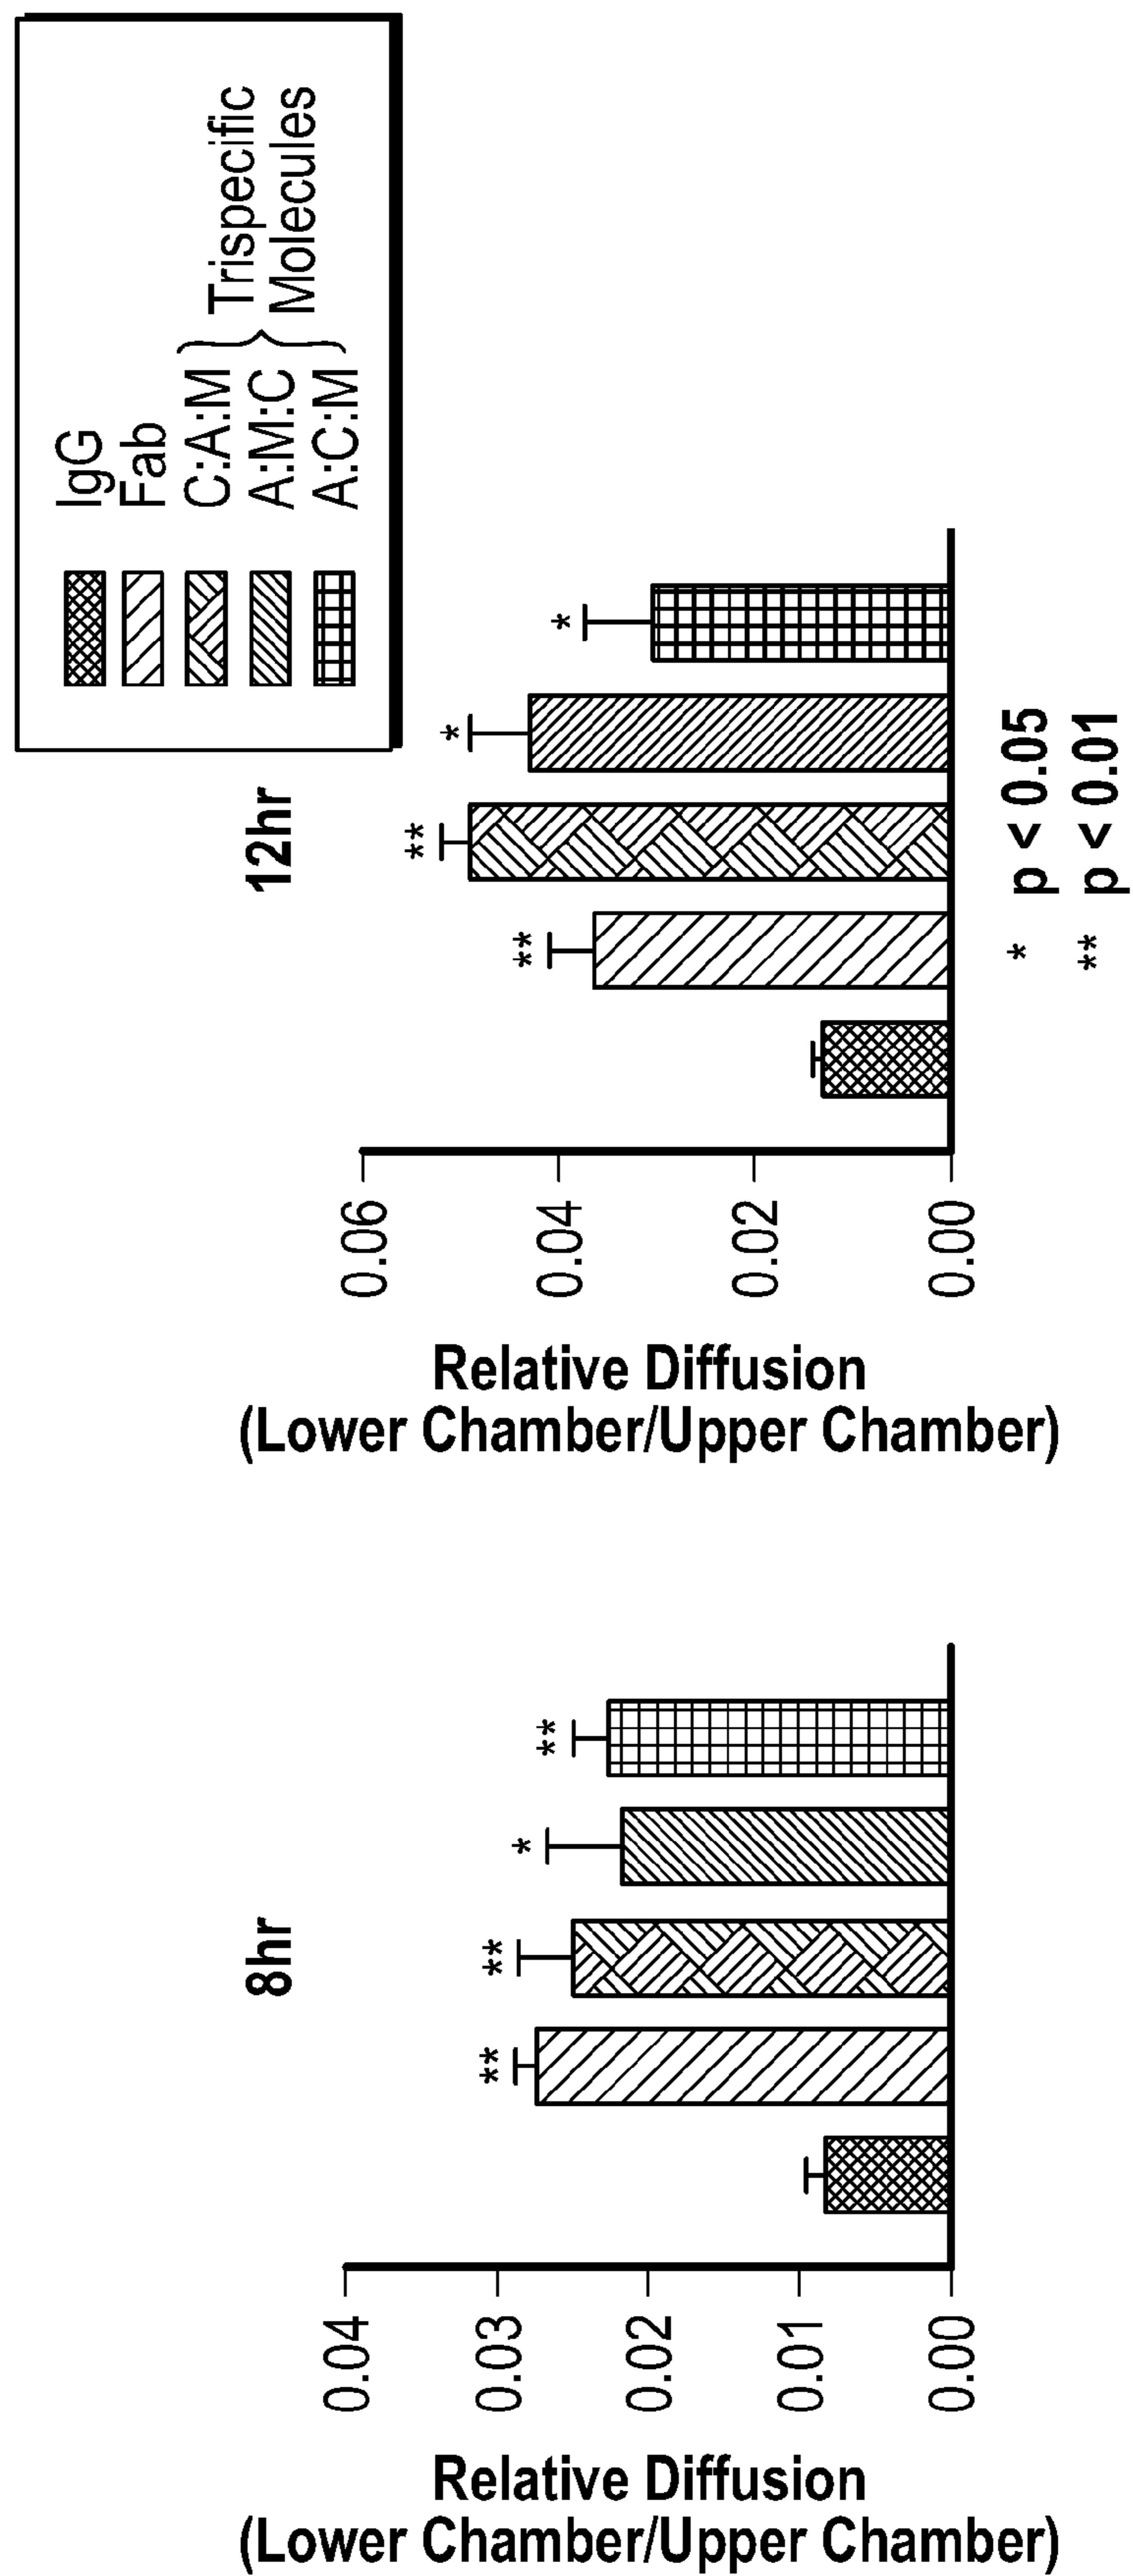 8hr
Relative Diffusion
(Lower Chamber/Upper Chamber)
0.04
0.03
0.02
0.01
0.00
**
**
*
**
12hr
Relative Diffusion
(Lower Chamber/Upper Chamber)
0.06
0.04
0.02
0.00
**
**
*
*
IgG
Fab
C:A:M
A:M:C
A:C:M
Trispecific
Molecules
* p < 0.05
** p < 0.01